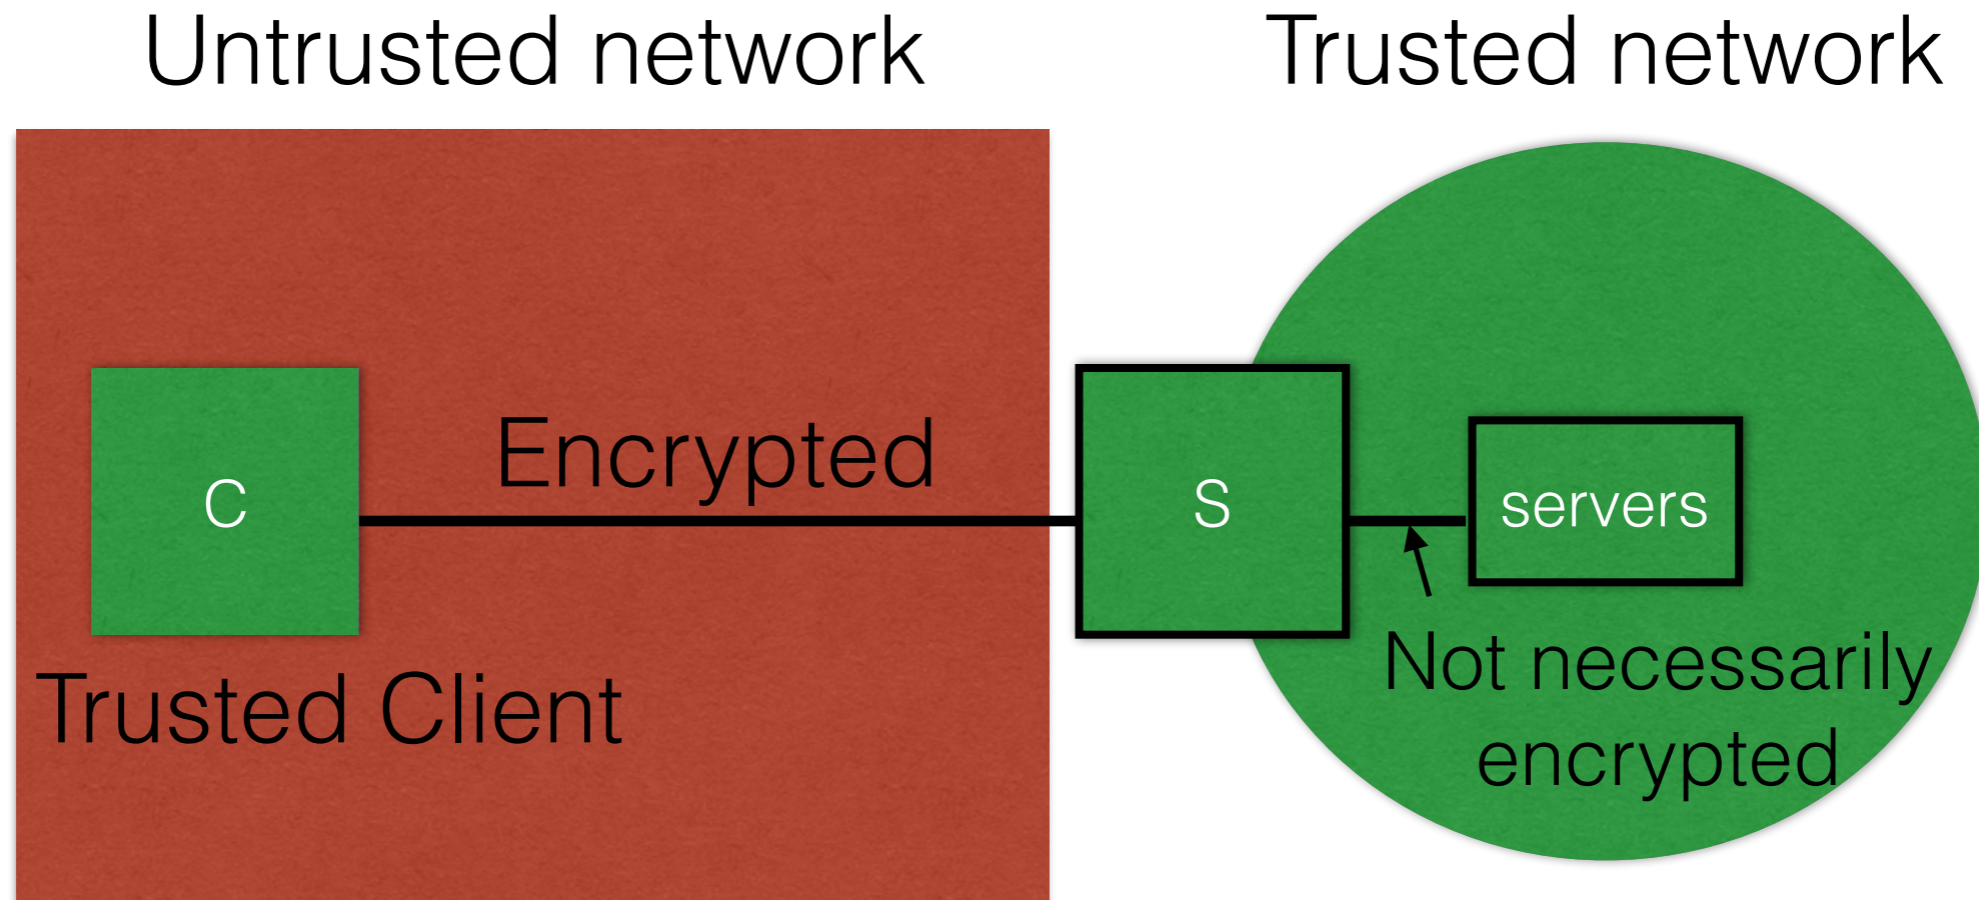 Untrusted network
Trusted network
Encrypted
C
S
servers
Trusted Client
Not necessarily
encrypted